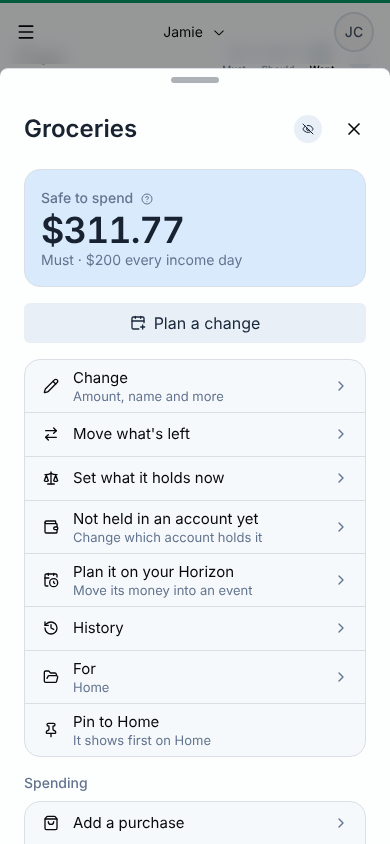 Jamie
JC
Must Should Want
Groceries
Safe to spend
$311.77
Must · $200 every income day
Plan a change
Change
Amount, name and more
Move what's left
Set what it holds now
Not held in an account yet
Change which account holds it
Plan it on your Horizon
Move its money into an event
History
For
Home
Pin to Home
It shows first on Home
Spending
Add a purchase